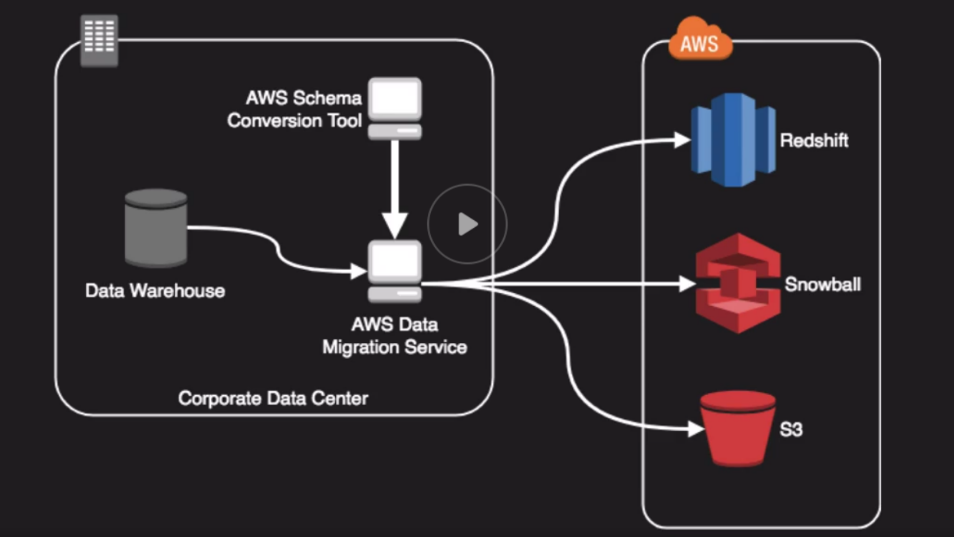 AWS
AWS Schema
Conversion Tool
Redshift
Data Warehouse
Snowball
AWS Data
Migration Service
Corporate Data Center
S3